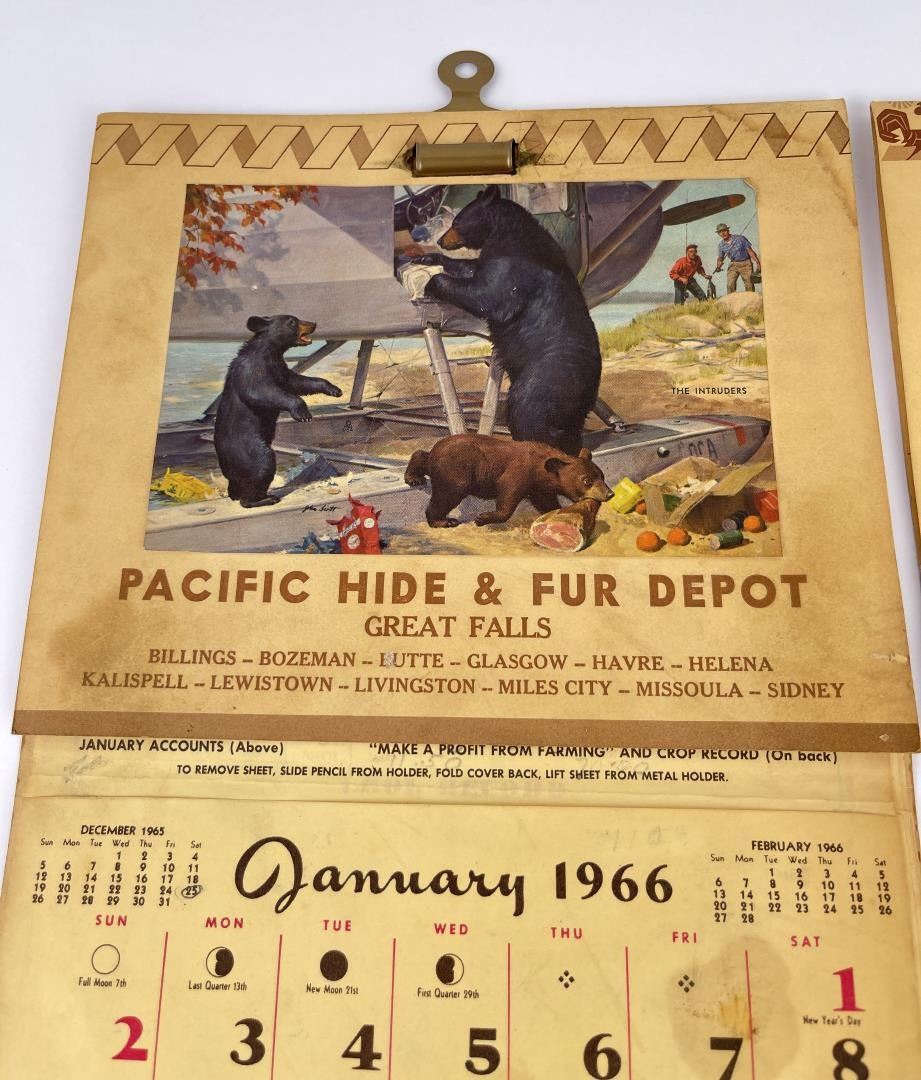 THE INTRUDERS
PACIFIC HIDE & FUR DEPOT
GREAT FALLS
BILLINGS -- BOZEMAN -- BUTTE -- GLASGOW -- HAVRE -- HELENA
KALISPELL -- LEWISTOWN -- LIVINGSTON -- MILES CITY -- MISSOULA -- SIDNEY
JANUARY ACCOUNTS (Above) "MAKE A PROFIT FROM FARMING" AND CROP RECORD (On back)
TO REMOVE SHEET, SLIDE PENCIL FROM HOLDER, FOLD COVER BACK, LIFT SHEET FROM METAL HOLDER.
DECEMBER 1965
Sun Mon Tue Wed Thu Fri Sat
1 2 3 4
5 6 7 8 9 10 11
12 13 14 15 16 17 18
19 20 21 22 23 24 25
26 27 28 29 30 31
January 1966
FEBRUARY 1966
Sun Mon Tue Wed Thu Fri Sat
1 2 3 4 5
6 7 8 9 10 11 12
13 14 15 16 17 18 19
20 21 22 23 24 25 26
27 28
SUN MON TUE WED THU FRI SAT
Full Moon 7th Last Quarter 13th New Moon 21st First Quarter 29th 1
New Year's Day
2 3 4 5 6 7 8